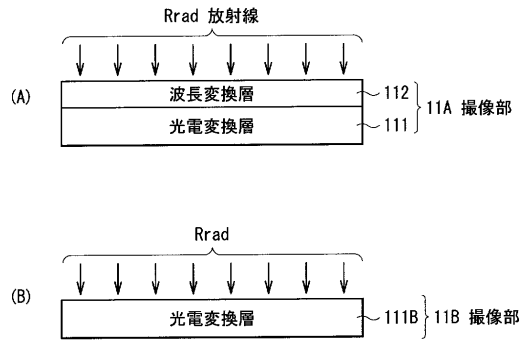 Rrad 放射線
(A)
波長変換層
112
光電変換層
111
11A 撮像部
Rrad
(B)
光電変換層
111B
11B 撮像部